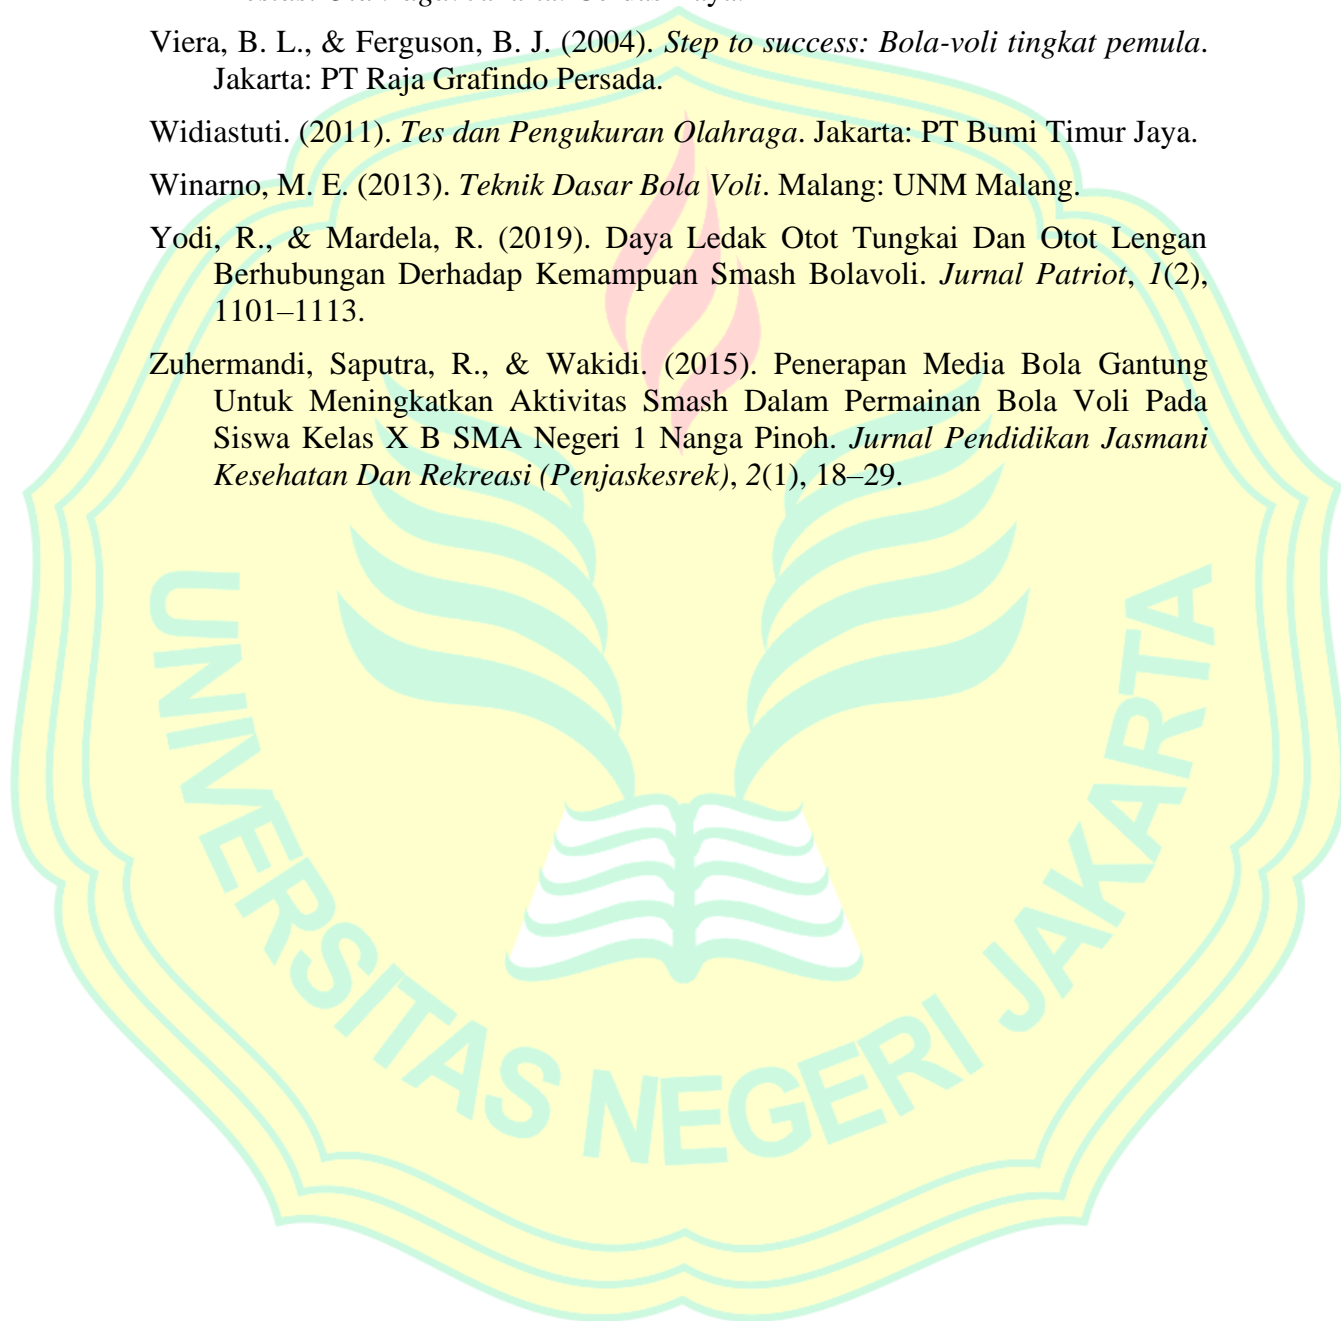 Viera, B. L., & Ferguson, B. J. (2004). Step to success: Bola-voli tingkat pemula.
Jakarta: PT Raja Grafindo Persada.
Widiastuti. (2011). Tes dan Pengukuran Olahraga. Jakarta: PT Bumi Timur Jaya.
Winarno, M. E. (2013). Teknik Dasar Bola Voli. Malang: UNM Malang.
Yodi, R., & Mardela, R. (2019). Daya Ledak Otot Tungkai Dan Otot Lengan
Berhubungan Derhadap Kemampuan Smash Bolavoli. Jurnal Patriot, 1(2),
1101–1113.
Zuhermandi, Saputra, R., & Wakidi. (2015). Penerapan Media Bola Gantung
Untuk Meningkatkan Aktivitas Smash Dalam Permainan Bola Voli Pada
Siswa Kelas X B SMA Negeri 1 Nanga Pinoh. Jurnal Pendidikan Jasmani
Kesehatan Dan Rekreasi (Penjaskesrek), 2(1), 18–29.
UNIVERSITAS NEGERI JAKARTA